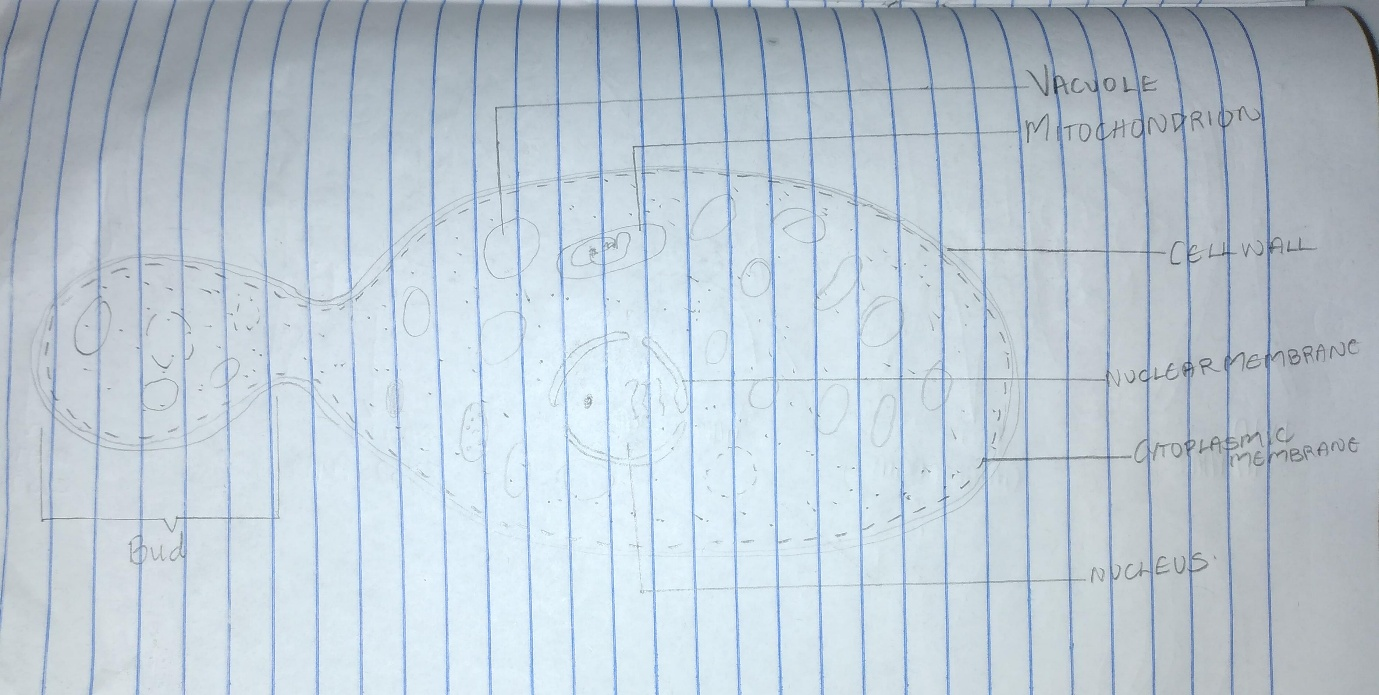 VACUOLE
MITOCHONDRION
CELL WALL
NUCLEAR MEMBRANE
CYTOPLASMIC
MEMBRANE
NUCLEUS.
Bud